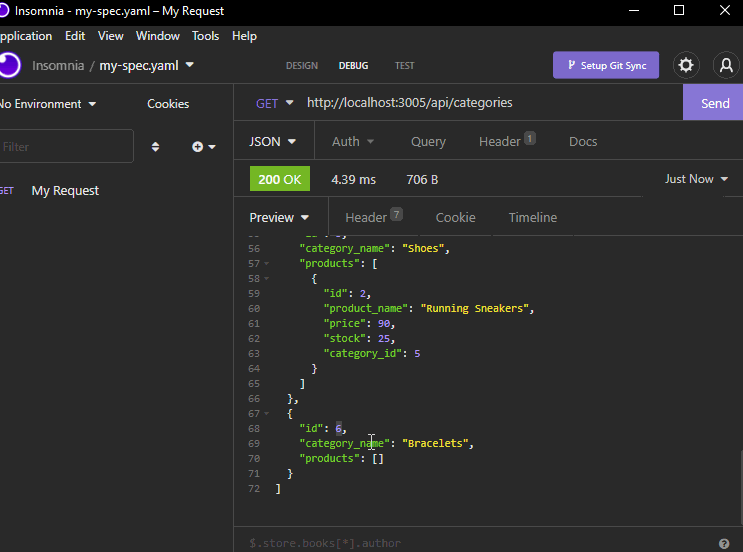 Insomnia - my-spec.yaml – My Request
pplication Edit View Window Tools Help
Insomnia / my-spec.yaml DESIGN DEBUG TEST Setup Git Sync
No Environment Cookies GET http://localhost:3005/api/categories Send
JSON Auth Query Header 1 Docs
Filter
200 OK 4.39 ms 706 B Just Now
GET My Request
Preview Header 7 Cookie Timeline
56 "category_name": "Shoes",
57 "products": [
58 {
59 "id": 2,
60 "product_name": "Running Sneakers",
61 "price": 90,
62 "stock": 25,
63 "category_id": 5
64 }
65 ]
66 },
67 {
68 "id": 6,
69 "category_name": "Bracelets",
70 "products": []
71 }
72 ]
$.store.books[*].author